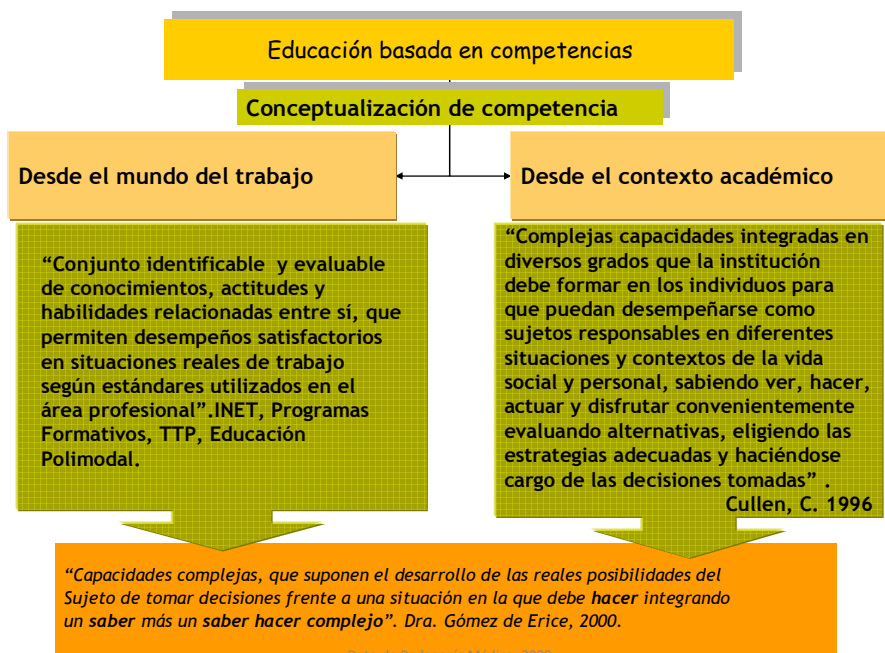 Educación basada en competencias
Conceptualización de competencia
Desde el mundo del trabajo
Desde el contexto académico
“Conjunto identificable y evaluable
de conocimientos, actitudes y
habilidades relacionadas entre sí, que
permiten desempeños satisfactorios
en situaciones reales de trabajo
según estándares utilizados en el
área profesional”.INET, Programas
Formativos, TTP, Educación
Polimodal.
“Complejas capacidades integradas en
diversos grados que la institución
debe formar en los individuos para
que puedan desempeñarse como
sujetos responsables en diferentes
situaciones y contextos de la vida
social y personal, sabiendo ver, hacer,
actuar y disfrutar convenientemente
evaluando alternativas, eligiendo las
estrategias adecuadas y haciéndose
cargo de las decisiones tomadas” .
Cullen, C. 1996
“Capacidades complejas, que suponen el desarrollo de las reales posibilidades del
Sujeto de tomar decisiones frente a una situación en la que debe hacer integrando
un saber más un saber hacer complejo”. Dra. Gómez de Erice, 2000.